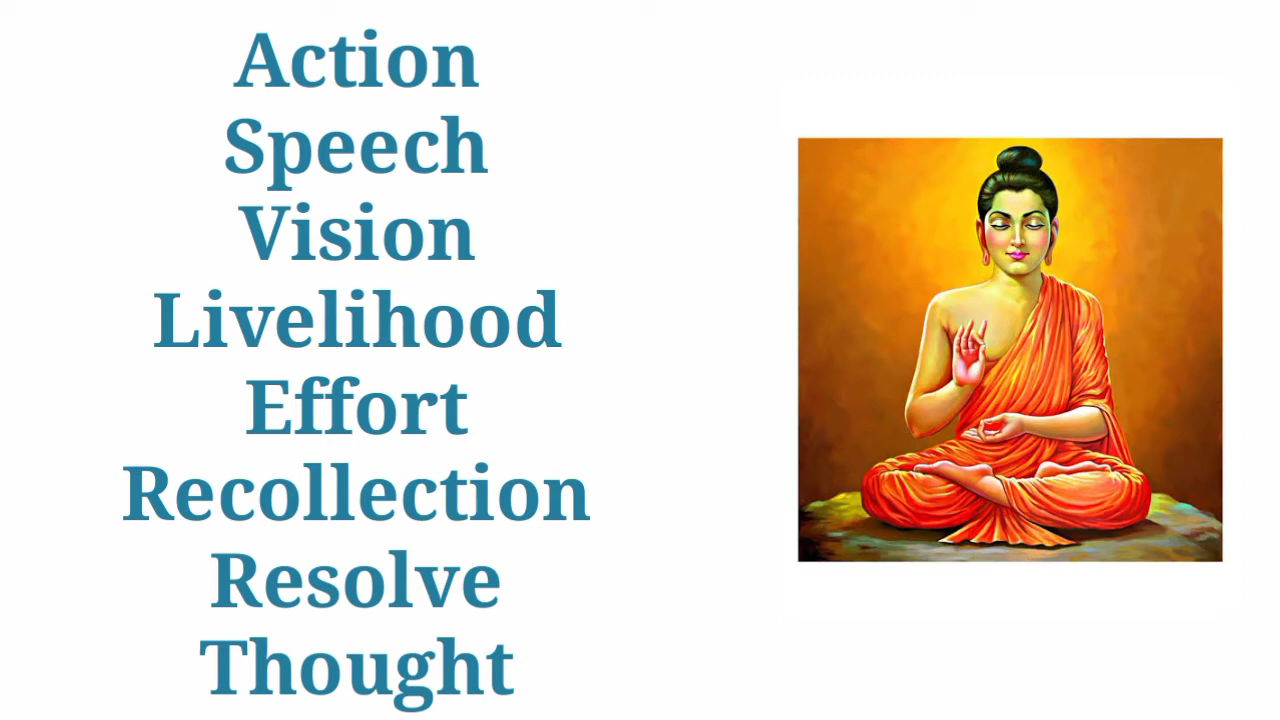 Action
Speech
Vision
Livelihood
Effort
Recollection
Resolve
Thought